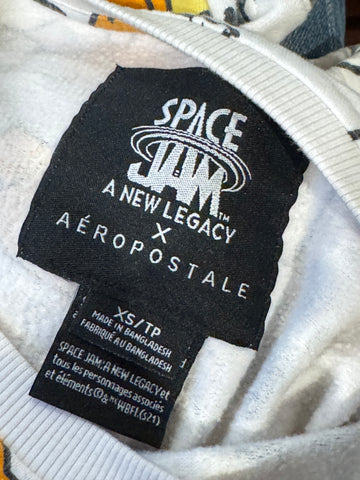 SPACE
JAM
A NEW LEGACY™
X
AÉROPOSTALE
XS/TP
MADE IN BANGLADESH
FABRIQUÉ AU BANGLADESH
SPACE JAM: A NEW LEGACY et
tous les personnages associés
et éléments © & ™ WBEI. (s21)